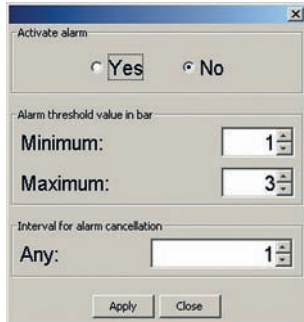 Activate alarm
Yes No
Alarm threshold value in bar
Minimum: 1
Maximum: 3
Interval for alarm cancellation
Any: 1
Apply Close